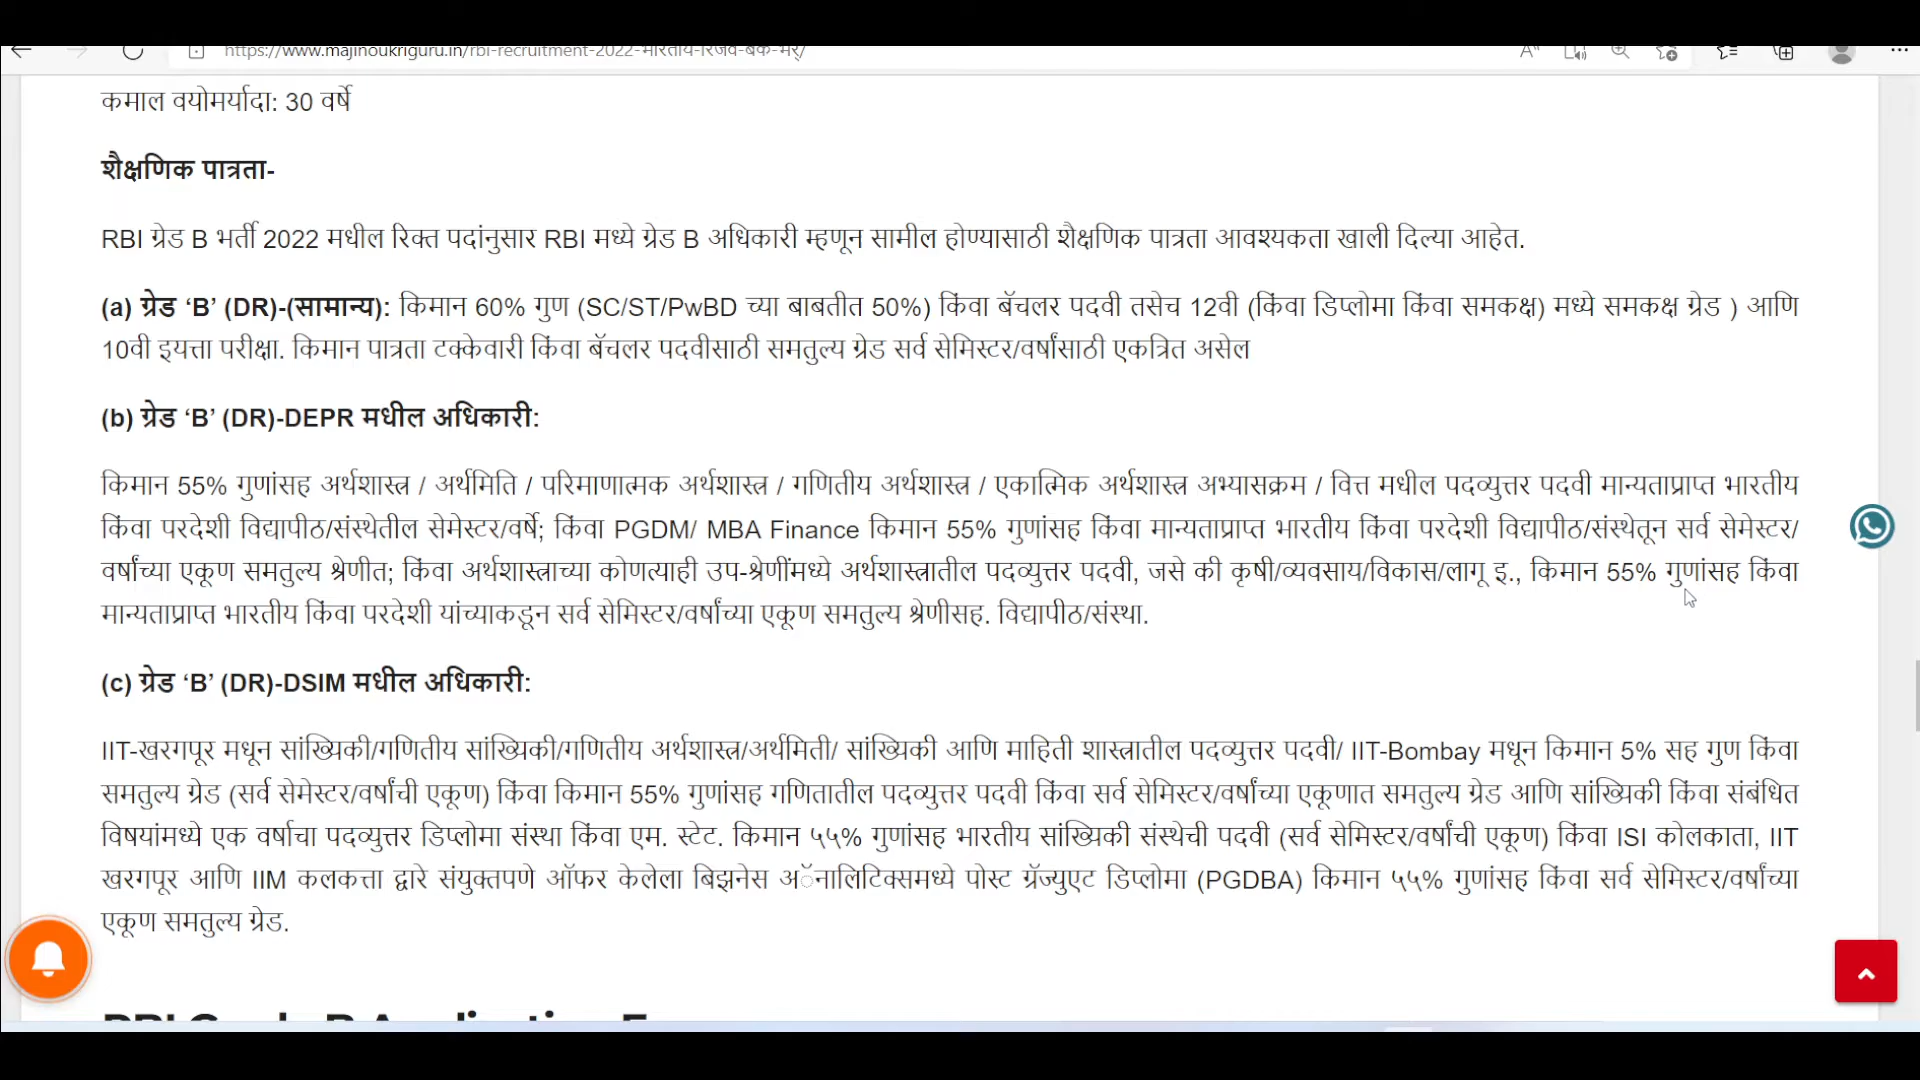 https://www.majinoukriguru.in/rbi-recruitment-2022-भारतीय-रिजर्व-बँक-भर्/
कमाल वयोमर्यादा: 30 वर्षे
शैक्षणिक पात्रता-
RBI ग्रेड B भर्ती 2022 मधील रिक्त पदांनुसार RBI मध्ये ग्रेड B अधिकारी म्हणून सामील होण्यासाठी शैक्षणिक पात्रता आवश्यकता खाली दिल्या आहेत.
(a) ग्रेड ‘B’ (DR)-(सामान्य): किमान 60% गुण (SC/ST/PwBD च्या बाबतीत 50%) किंवा बॅचलर पदवी तसेच 12वी (किंवा डिप्लोमा किंवा समकक्ष) मध्ये समकक्ष ग्रेड ) आणि
10वी इयत्ता परीक्षा. किमान पात्रता टक्केवारी किंवा बॅचलर पदवीसाठी समतुल्य ग्रेड सर्व सेमिस्टर/वर्षांसाठी एकत्रित असेल
(b) ग्रेड ‘B’ (DR)-DEPR मधील अधिकारी:
किमान 55% गुणांसह अर्थशास्त्र / अर्थमिति / परिमाणात्मक अर्थशास्त्र / गणितीय अर्थशास्त्र / एकात्मिक अर्थशास्त्र अभ्यासक्रम / वित्त मधील पदव्युत्तर पदवी मान्यताप्राप्त भारतीय
किंवा परदेशी विद्यापीठ/संस्थेतील सेमेस्टर/वर्षे; किंवा PGDM/ MBA Finance किमान 55% गुणांसह किंवा मान्यताप्राप्त भारतीय किंवा परदेशी विद्यापीठ/संस्थेतून सर्व सेमेस्टर/
वर्षांच्या एकूण समतुल्य श्रेणीत; किंवा अर्थशास्त्राच्या कोणत्याही उप-श्रेणींमध्ये अर्थशास्त्रातील पदव्युत्तर पदवी, जसे की कृषी/व्यवसाय/विकास/लागू इ., किमान 55% गुणांसह किंवा
मान्यताप्राप्त भारतीय किंवा परदेशी यांच्याकडून सर्व सेमिस्टर/वर्षांच्या एकूण समतुल्य श्रेणीसह. विद्यापीठ/संस्था.
(c) ग्रेड ‘B’ (DR)-DSIM मधील अधिकारी:
IIT-खरगपूर मधून सांख्यिकी/गणितीय सांख्यिकी/गणितीय अर्थशास्त्र/अर्थमिती/ सांख्यिकी आणि माहिती शास्त्रातील पदव्युत्तर पदवी/ IIT-Bombay मधून किमान 5% सह गुण किंवा
समतुल्य ग्रेड (सर्व सेमेस्टर/वर्षांची एकूण) किंवा किमान 55% गुणांसह गणितातील पदव्युत्तर पदवी किंवा सर्व सेमिस्टर/वर्षांच्या एकूणात समतुल्य ग्रेड आणि सांख्यिकी किंवा संबंधित
विषयांमध्ये एक वर्षाचा पदव्युत्तर डिप्लोमा संस्था किंवा एम. स्टेट. किमान ५५% गुणांसह भारतीय सांख्यिकी संस्थेची पदवी (सर्व सेमिस्टर/वर्षांची एकूण) किंवा ISI कोलकाता, IIT
खरगपूर आणि IIM कलकत्ता द्वारे संयुक्तपणे ऑफर केलेला बिझनेस अॅनालिटिक्समध्ये पोस्ट ग्रॅज्युएट डिप्लोमा (PGDBA) किमान ५५% गुणांसह किंवा सर्व सेमिस्टर/वर्षांच्या
एकूण समतुल्य ग्रेड.